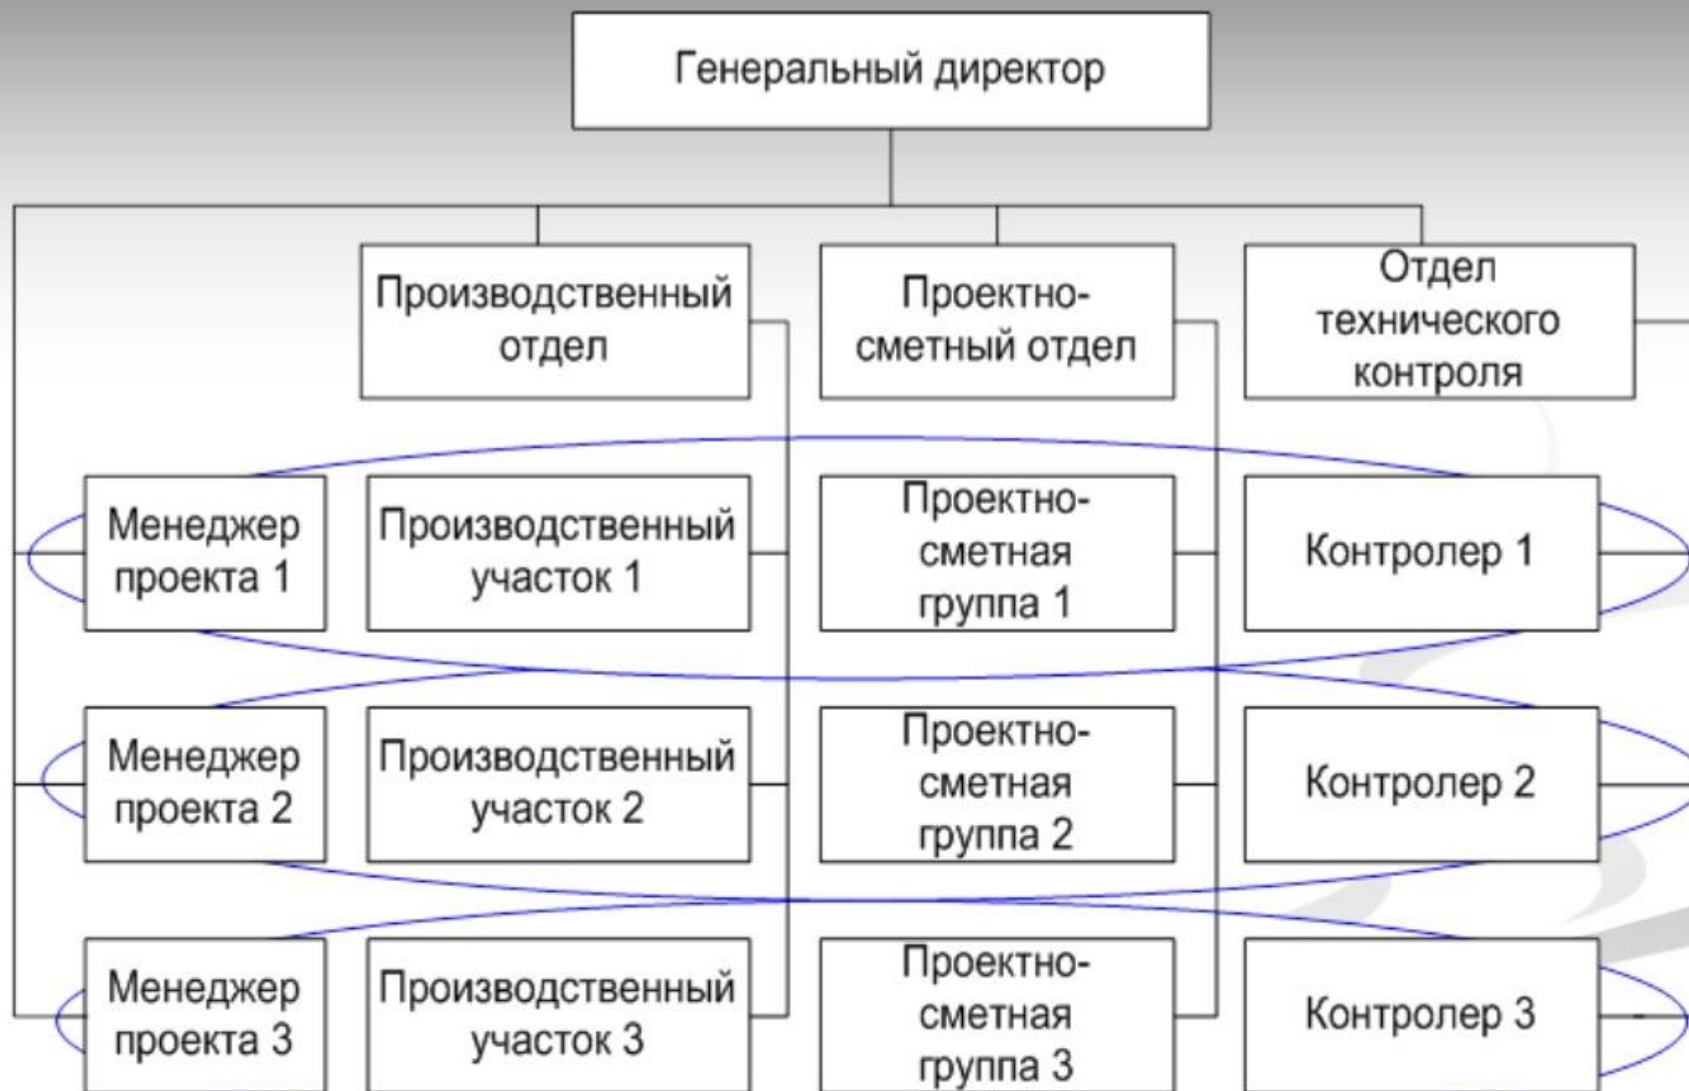 Генеральный директор
Производственный
отдел
Проектно-
сметный отдел
Отдел
технического
контроля
Менеджер
проекта 1
Производственный
участок 1
Проектно-
сметная
группа 1
Контролер 1
Менеджер
проекта 2
Производственный
участок 2
Проектно-
сметная
группа 2
Контролер 2
Менеджер
проекта 3
Производственный
участок 3
Проектно-
сметная
группа 3
Контролер 3